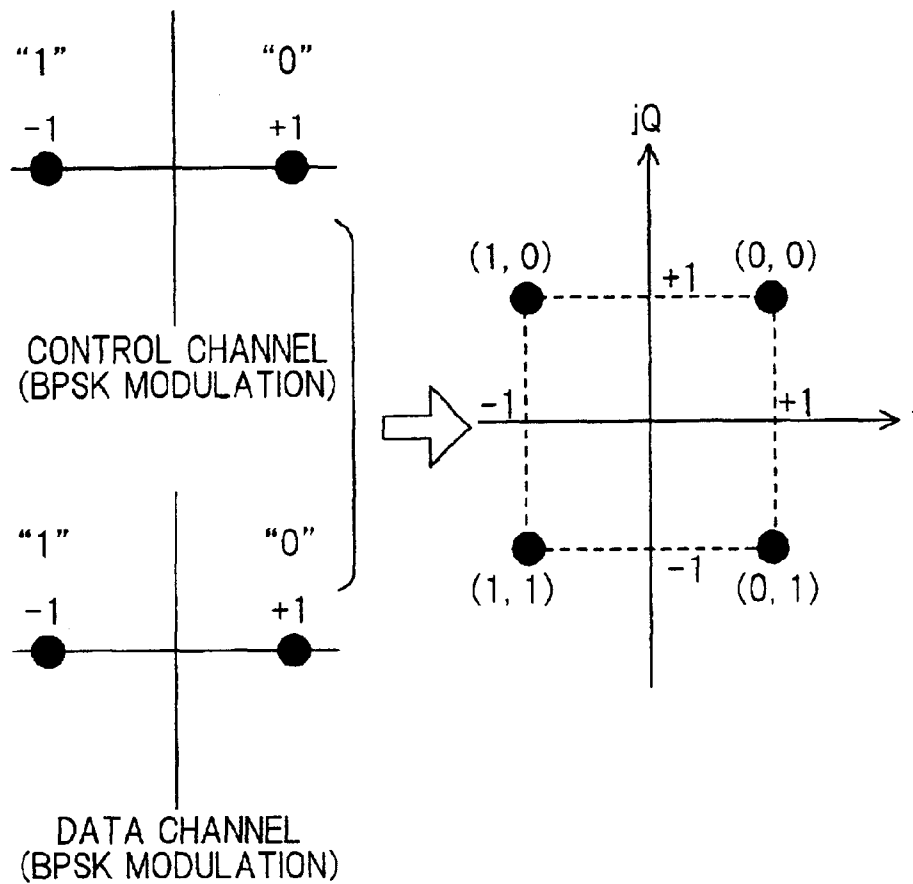 “1” “0”
-1 +1
CONTROL CHANNEL
(BPSK MODULATION)
“1” “0”
-1 +1
DATA CHANNEL
(BPSK MODULATION)
jQ
(1, 0) (0, 0)
+1
-1 +1
-1
(1, 1) (0, 1)